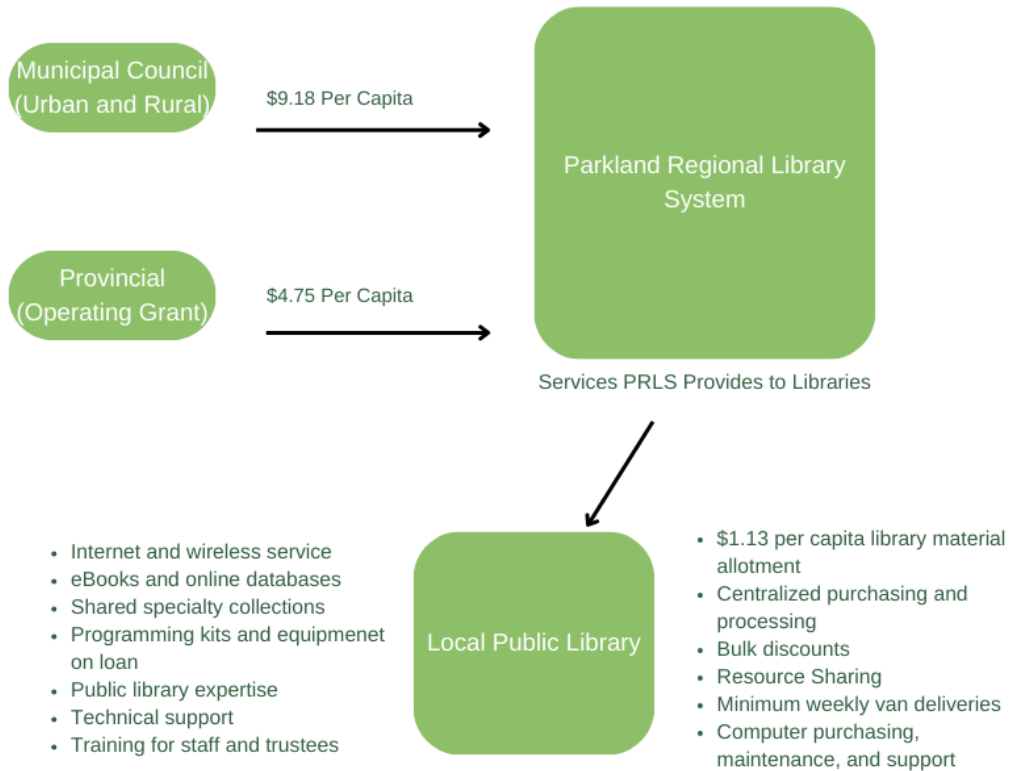 Municipal Council
(Urban and Rural)
$9.18 Per Capita
Parkland Regional Library
System
Provincial
(Operating Grant)
$4.75 Per Capita
Services PRLS Provides to Libraries
• Internet and wireless service
• eBooks and online databases
• Shared specialty collections
• Programming kits and equipmenet
on loan
• Public library expertise
• Technical support
• Training for staff and trustees
Local Public Library
• $1.13 per capita library material
allotment
• Centralized purchasing and
processing
• Bulk discounts
• Resource Sharing
• Minimum weekly van deliveries
• Computer purchasing,
maintenance, and support